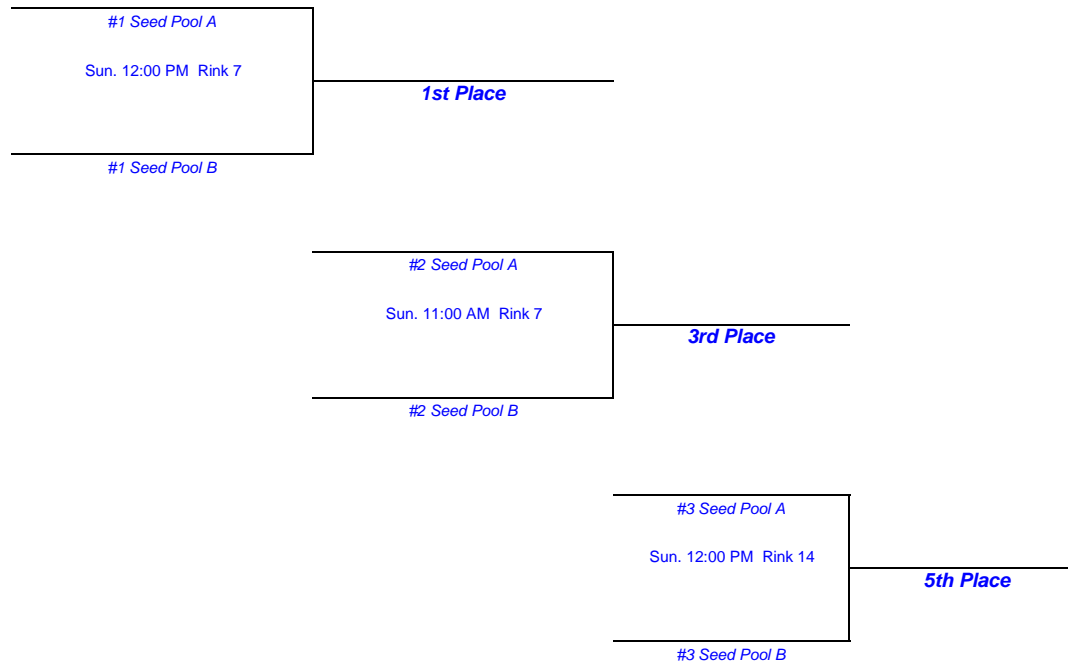 #1 Seed Pool A
Sun. 12:00 PM  Rink 7
1st Place
#1 Seed Pool B
#2 Seed Pool A
Sun. 11:00 AM  Rink 7
3rd Place
#2 Seed Pool B
#3 Seed Pool A
Sun. 12:00 PM  Rink 14
5th Place
#3 Seed Pool B